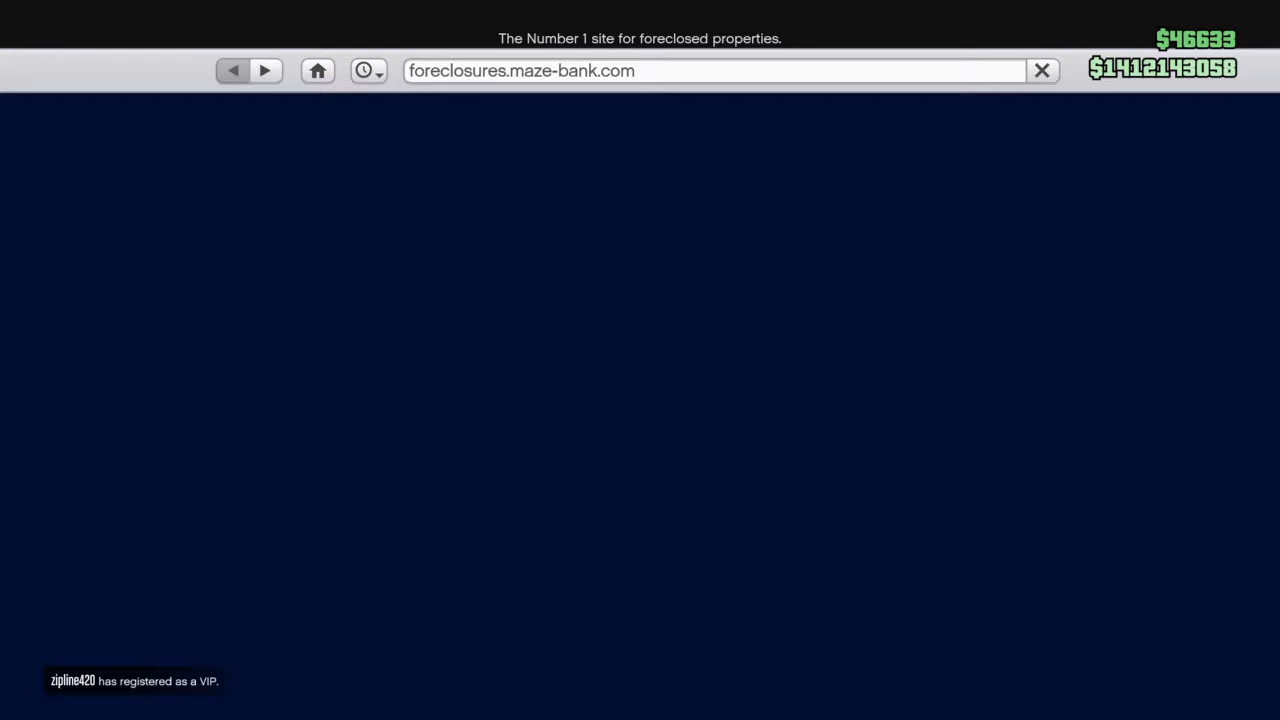 The Number 1 site for foreclosed properties.
$46633
foreclosures.maze-bank.com
$1412143058
zipline420 has registered as a VIP.